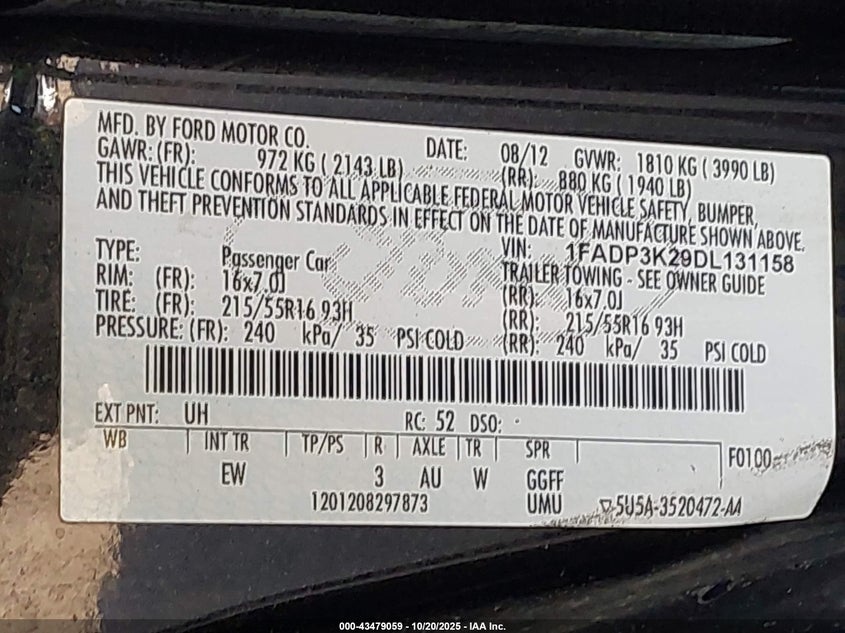 MFD. BY FORD MOTOR CO. DATE: 08/12 GVWR: 1810 KG ( 3990 LB)
GAWR: (FR): 972 KG ( 2143 LB) (RR): 880 KG ( 1940 LB)
THIS VEHICLE CONFORMS TO ALL APPLICABLE FEDERAL MOTOR VEHICLE SAFETY, BUMPER,
AND THEFT PREVENTION STANDARDS IN EFFECT ON THE DATE OF MANUFACTURE SHOWN ABOVE.
VIN: 1FADP3K29DL131158
TYPE: Passenger Car TRAILER TOWING - SEE OWNER GUIDE
RIM: (FR): 16x7.0J (RR): 16x7.0J
TIRE: (FR): 215/55R16 93H (RR): 215/55R16 93H
PRESSURE: (FR): 240 kPa/ 35 PSI COLD (RR): 240 kPa/ 35 PSI COLD
EXT PNT: UH RC: 52 DSO:
WB INT TR TP/PS R AXLE TR SPR F0100
EW 3 AU W GGFF
1201208297873 UMU 5U5A-3520472-AA
000-43479059 - 10/20/2025 - IAA Inc.